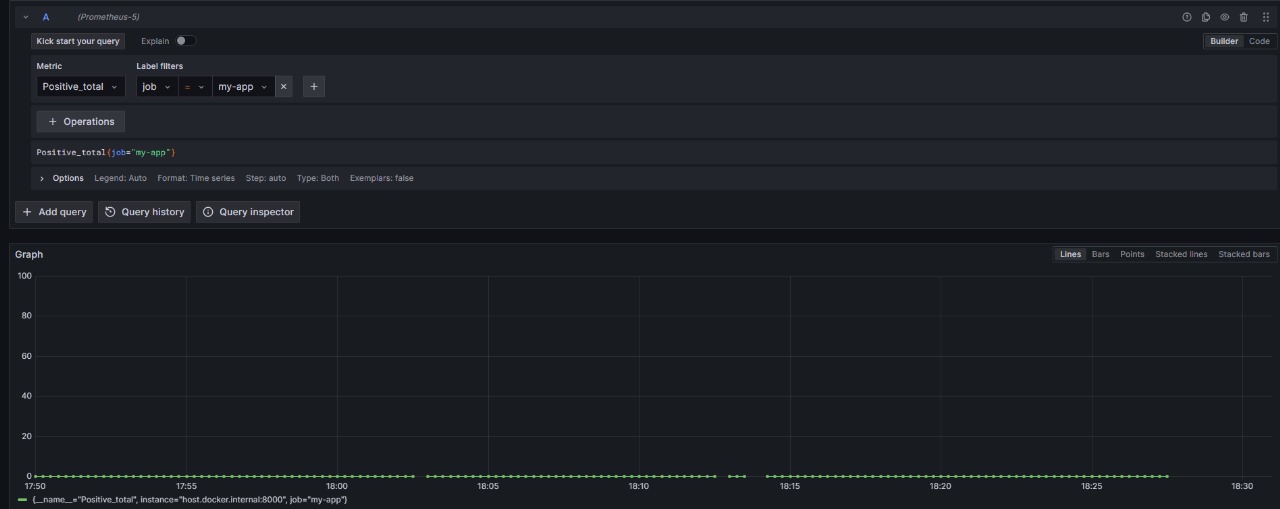 A (Prometheus-5)
Kick start your query Explain Builder Code
Metric Label filters
Positive_total job = my-app
+ Operations
Positive_total{job="my-app"}
Options Legend: Auto Format: Time series Step: auto Type: Both Exemplars: false
+ Add query Query history Query inspector
Graph Lines Bars Points Stacked lines Stacked bars
100
80
60
40
20
0
17:50 17:55 18:00 18:05 18:10 18:15 18:20 18:25 18:30
{__name__="Positive_total", instance="host.docker.internal:8000", job="my-app"}